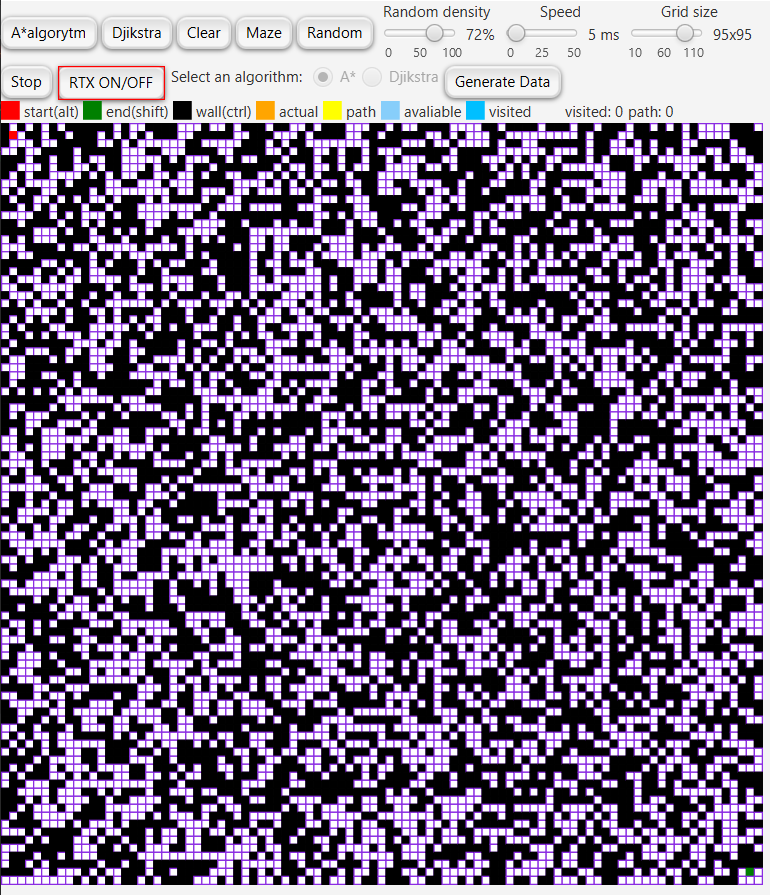 Random density Speed Grid size
A*algorytm Djikstra Clear Maze Random 72% 5 ms 95x95
0 50 100 0 25 50 10 60 110
Stop RTX ON/OFF Select an algorithm: A* Djikstra Generate Data
start(alt) end(shift) wall(ctrl) actual path avaliable visited visited: 0 path: 0